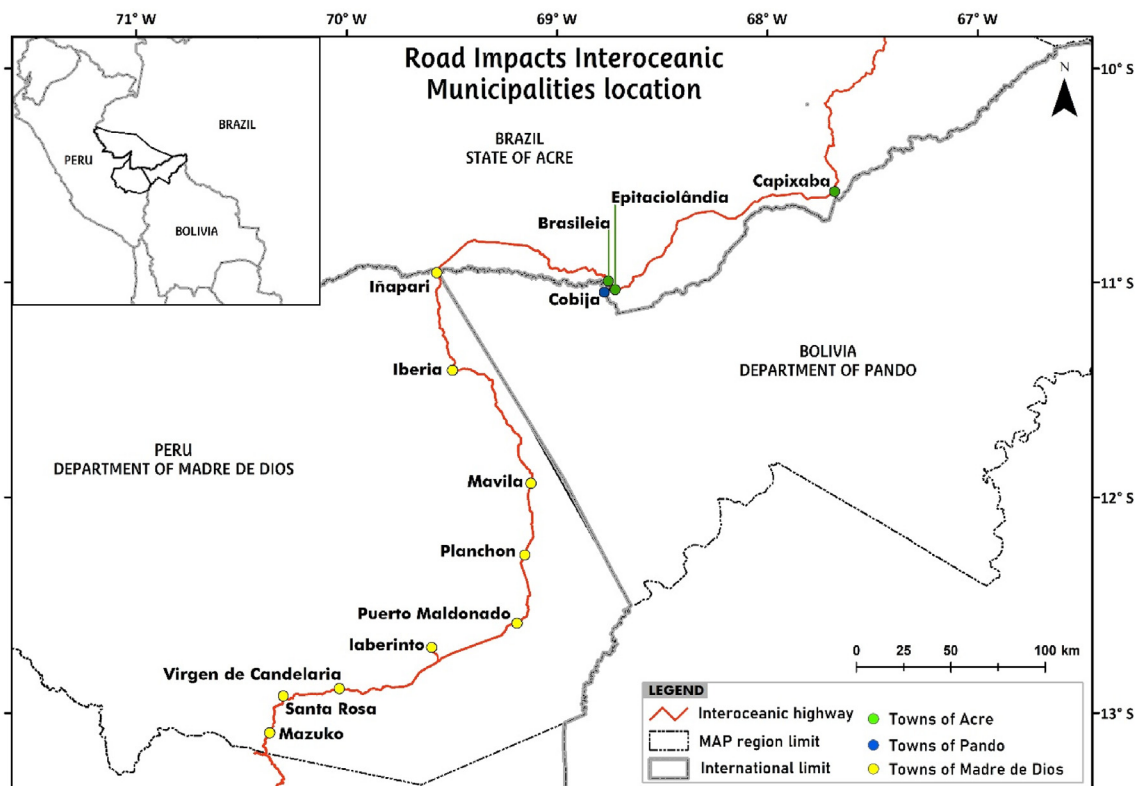 71° W
70° W
69° W
68° W
67° W
Road Impacts Interoceanic
Municipalities location
N
10° S
BRAZIL
PERU
BOLIVIA
BRAZIL
STATE OF ACRE
Capixaba
Epitaciolândia
Brasileia
Iñapari
Cobija
11° S
Iberia
BOLIVIA
DEPARTMENT OF PANDO
PERU
DEPARTMENT OF MADRE DE DIOS
Mavila
12° S
Planchon
Puerto Maldonado
laberinto
Virgen de Candelaria
Santa Rosa
Mazuko
0 25 50 100 km
LEGEND
Interoceanic highway
MAP region limit
International limit
Towns of Acre
Towns of Pando
Towns of Madre de Dios
13° S